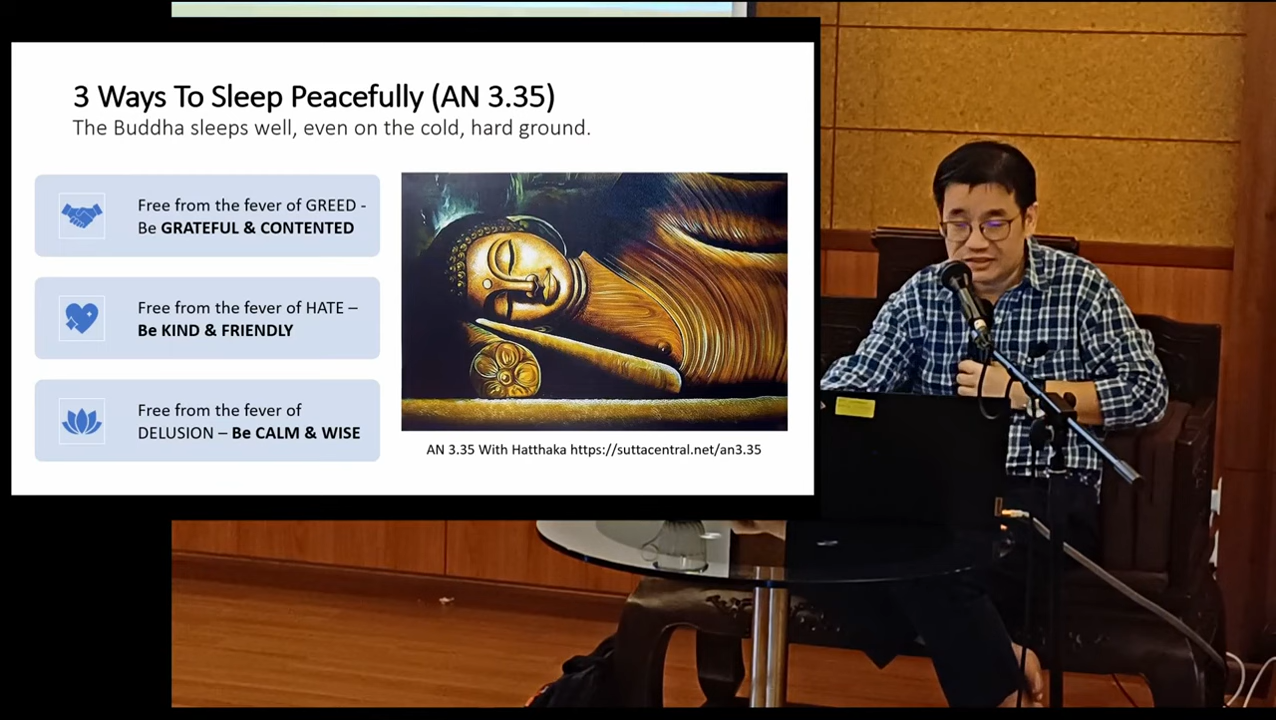 3 Ways To Sleep Peacefully (AN 3.35)
The Buddha sleeps well, even on the cold, hard ground.
Free from the fever of GREED -
Be GRATEFUL & CONTENTED
Free from the fever of HATE –
Be KIND & FRIENDLY
Free from the fever of
DELUSION – Be CALM & WISE
AN 3.35 With Hatthaka https://suttacentral.net/an3.35